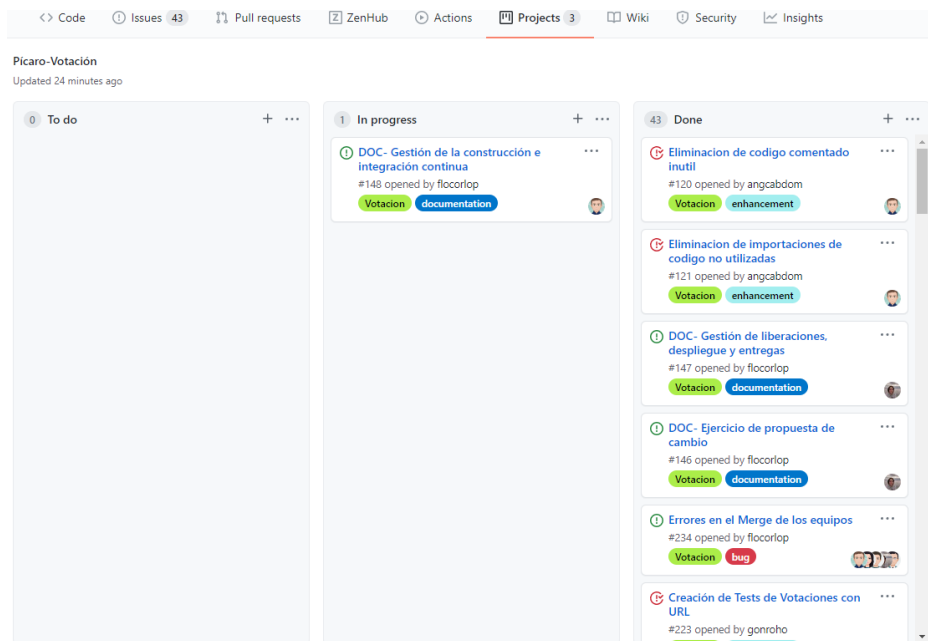 Code Issues 43 Pull requests ZenHub Actions Projects 3 Wiki Security Insights
Pícaro-Votación
Updated 24 minutes ago
0 To do
1 In progress
DOC- Gestión de la construcción e
integración continua
#148 opened by flocorlop
Votacion documentation
43 Done
Eliminacion de codigo comentado
inutil
#120 opened by angcabdom
Votacion enhancement
Eliminacion de importaciones de
codigo no utilizadas
#121 opened by angcabdom
Votacion enhancement
DOC- Gestión de liberaciones,
despliegue y entregas
#147 opened by flocorlop
Votacion documentation
DOC- Ejercicio de propuesta de
cambio
#146 opened by flocorlop
Votacion documentation
Errores en el Merge de los equipos
#234 opened by flocorlop
Votacion bug
Creación de Tests de Votaciones con
URL
#223 opened by gonroho